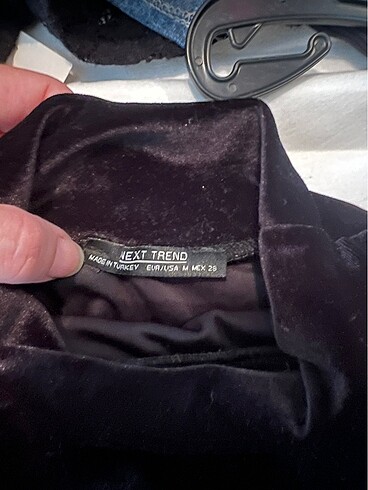 NEXT TREND
MADE IN TURKEY EUR/USA M MEX 28